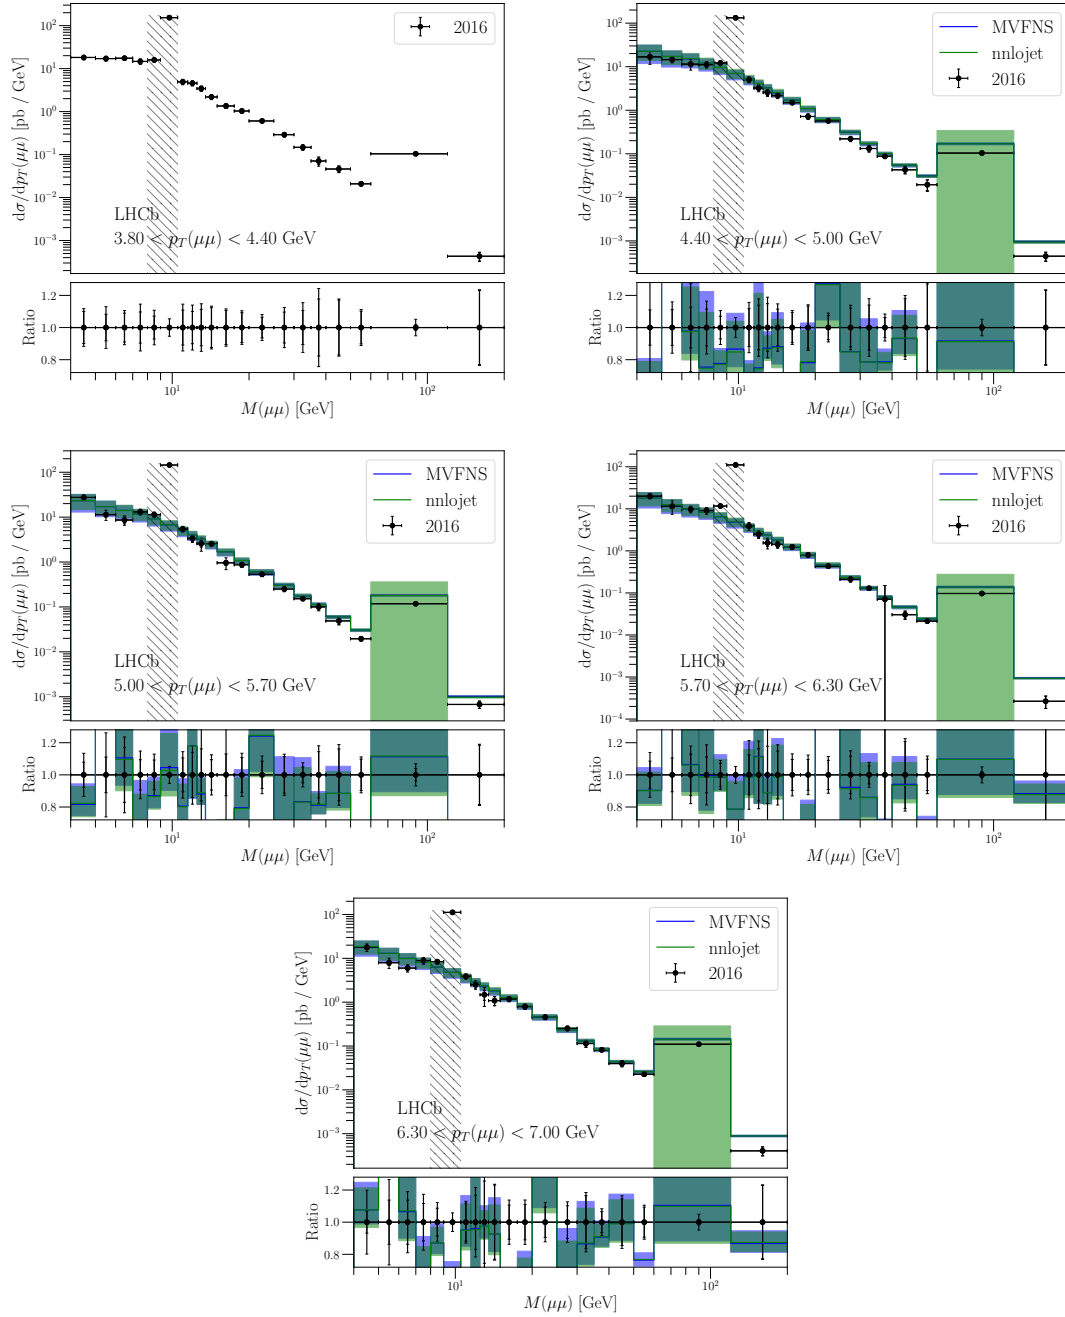 10²
10¹
10⁰
10⁻¹
10⁻²
10⁻³
dσ/dp_T(μμ) [pb / GeV]
2016
LHCb
3.80 < p_T(μμ) < 4.40 GeV
1.2
1.0
0.8
Ratio
10¹
10²
M(μμ) [GeV]
10²
10¹
10⁰
10⁻¹
10⁻²
10⁻³
dσ/dp_T(μμ) [pb / GeV]
MVFNS
nnlojet
2016
LHCb
4.40 < p_T(μμ) < 5.00 GeV
1.2
1.0
0.8
Ratio
10¹
10²
M(μμ) [GeV]
10²
10¹
10⁰
10⁻¹
10⁻²
10⁻³
dσ/dp_T(μμ) [pb / GeV]
MVFNS
nnlojet
2016
LHCb
5.00 < p_T(μμ) < 5.70 GeV
1.2
1.0
0.8
Ratio
10¹
10²
M(μμ) [GeV]
10²
10¹
10⁰
10⁻¹
10⁻²
10⁻³
10⁻⁴
dσ/dp_T(μμ) [pb / GeV]
MVFNS
nnlojet
2016
LHCb
5.70 < p_T(μμ) < 6.30 GeV
1.2
1.0
0.8
Ratio
10¹
10²
M(μμ) [GeV]
10²
10¹
10⁰
10⁻¹
10⁻²
10⁻³
dσ/dp_T(μμ) [pb / GeV]
MVFNS
nnlojet
2016
LHCb
6.30 < p_T(μμ) < 7.00 GeV
1.2
1.0
0.8
Ratio
10¹
10²
M(μμ) [GeV]